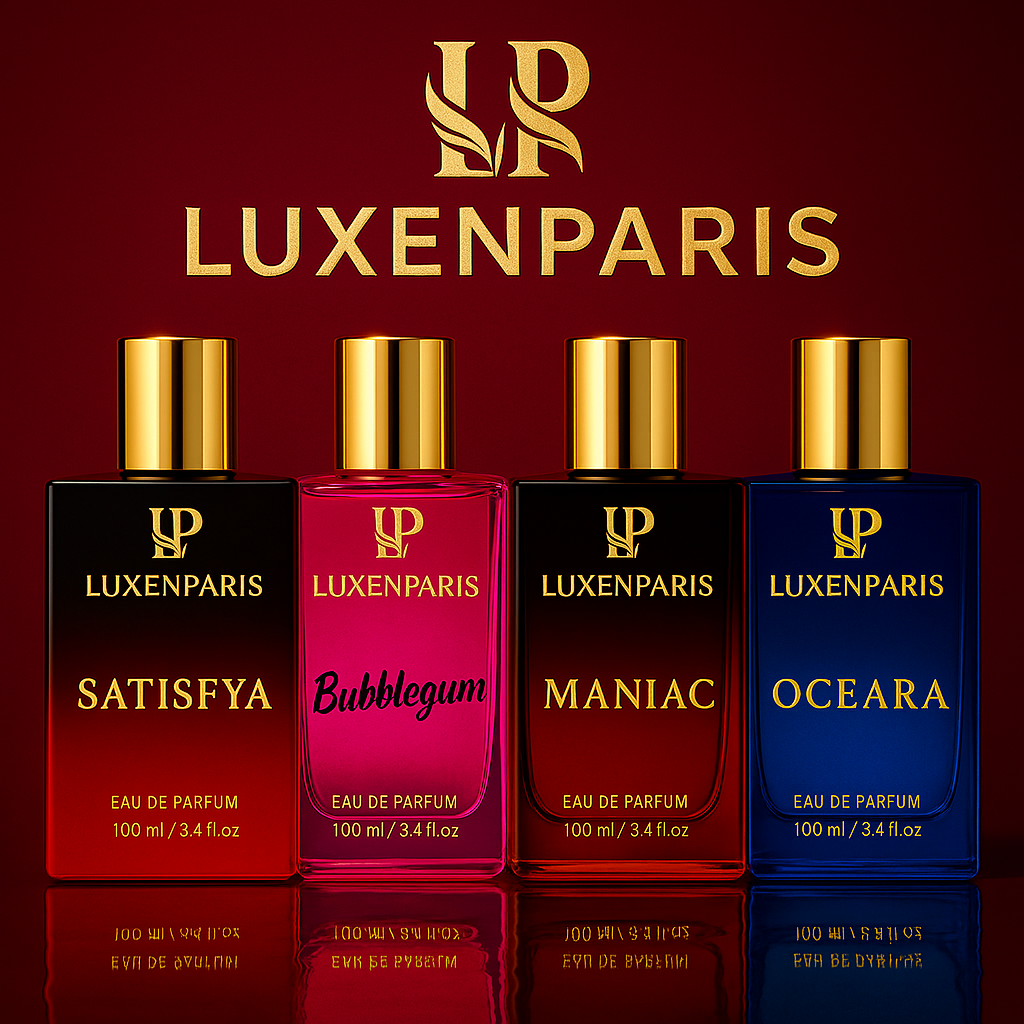 LP
LUXENPARIS
LP
LUXENPARIS
SATISFYA
EAU DE PARFUM
100 ml / 3.4 fl.oz
LP
LUXENPARIS
Bubblegum
EAU DE PARFUM
100 ml / 3.4 fl.oz
LP
LUXENPARIS
MANIAC
EAU DE PARFUM
100 ml / 3.4 fl.oz
LP
LUXENPARIS
OCEARA
EAU DE PARFUM
100 ml / 3.4 fl.oz